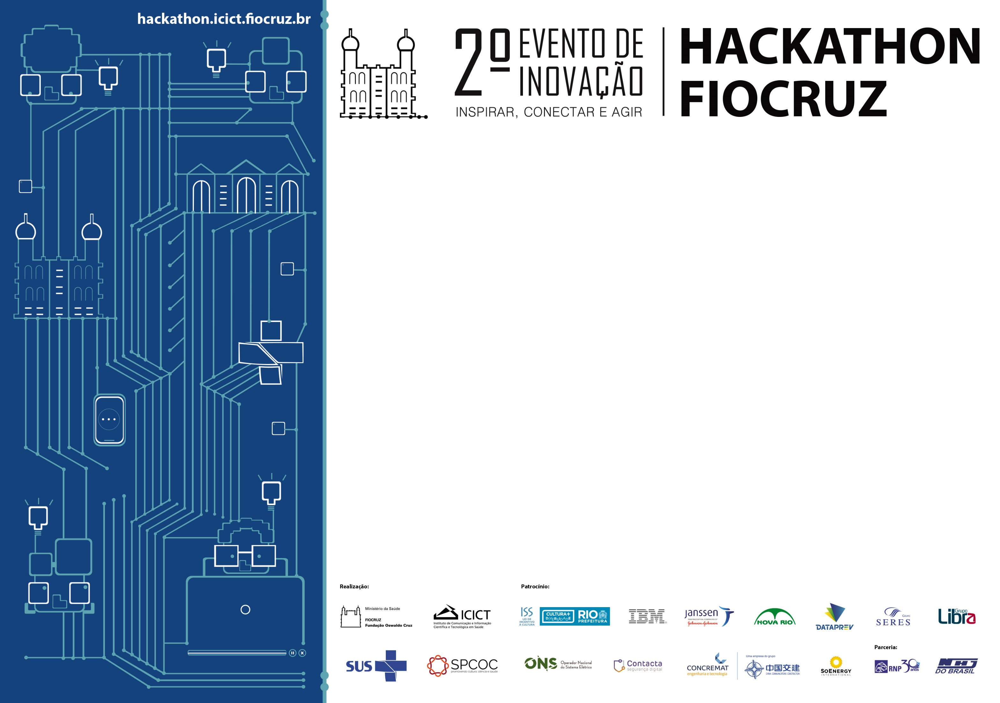 hackathon.icict.fiocruz.br
2º EVENTO DE
INOVAÇÃO
INSPIRAR, CONECTAR E AGIR
HACKATHON
FIOCRUZ
Realização:
Ministério da Saúde
FIOCRUZ
Fundação Oswaldo Cruz
ICICT
Instituto de Comunicação e Informação
Científica e Tecnológica em Saúde
SUS
SPCOC
promovendo cultura, ciência e saúde
Patrocínio:
ISS
LEI DE
INCENTIVO
À CULTURA
CULTURA+
DIVERSIDADE
RIO
PREFEITURA
IBM®
janssen
PHARMACEUTICAL COMPANIES OF
Johnson & Johnson
NOVA RIO
DATAPREV
GRUPO
SERES
Grupo
Libra
ONS
Operador Nacional
do Sistema Elétrico
Contacta
segurança digital
CONCREMAT
engenharia e tecnologia
Uma empresa do grupo
中国交建
CHINA COMMUNICATIONS CONSTRUCTION
SOENERGY
INTERNATIONAL
Parceria:
RNP 30 anos
NHJ
DO BRASIL